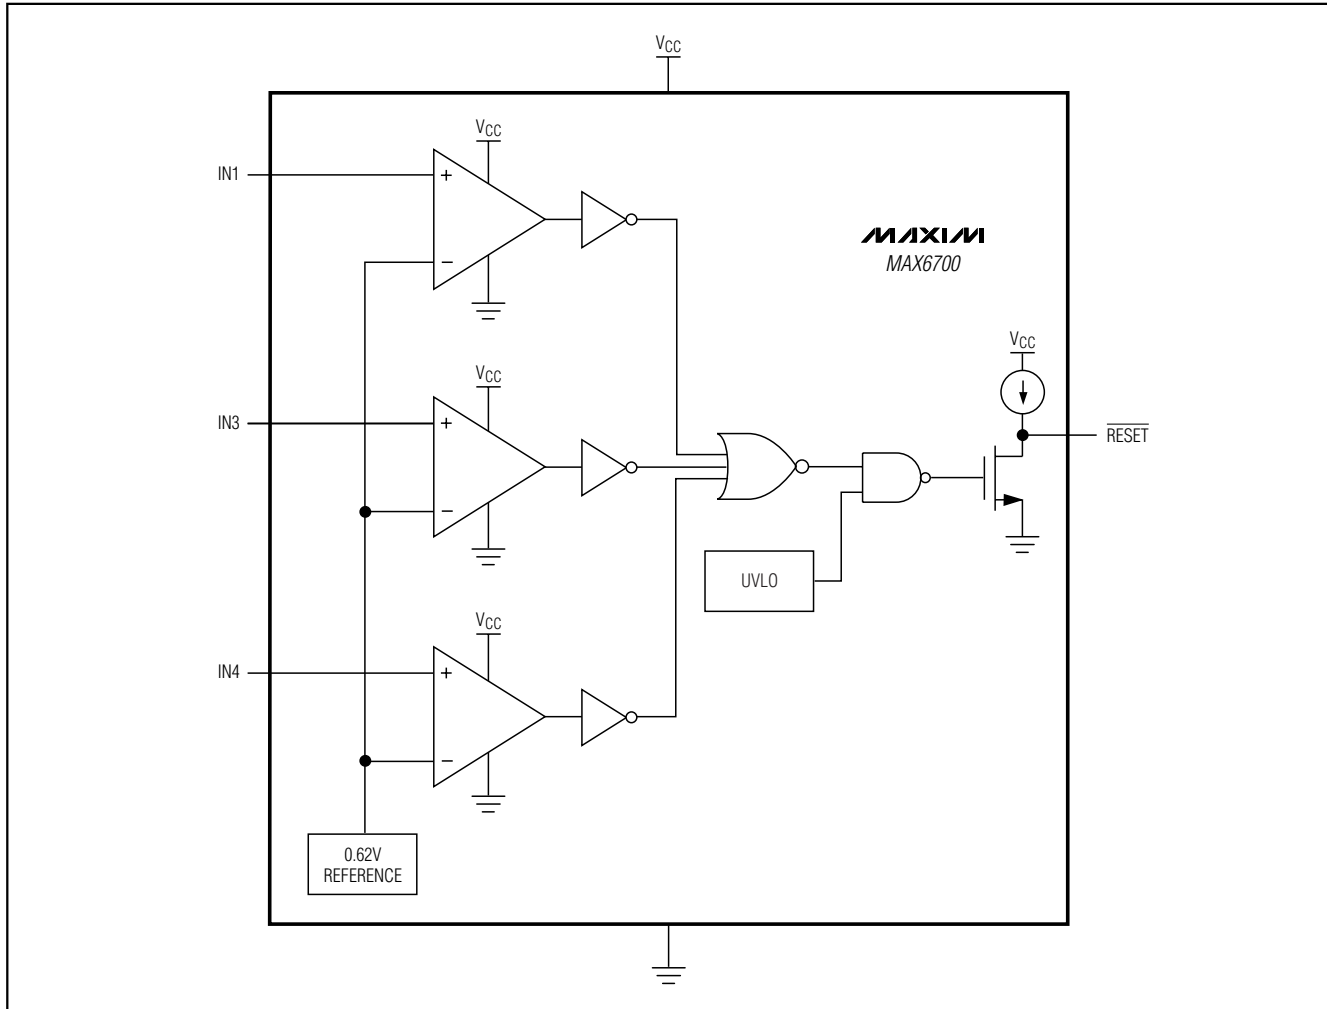 VCC
VCC
IN1
+
−
MAXIM
MAX6700
VCC
VCC
IN3
+
−
RESET
UVLO
VCC
IN4
+
−
0.62V
REFERENCE